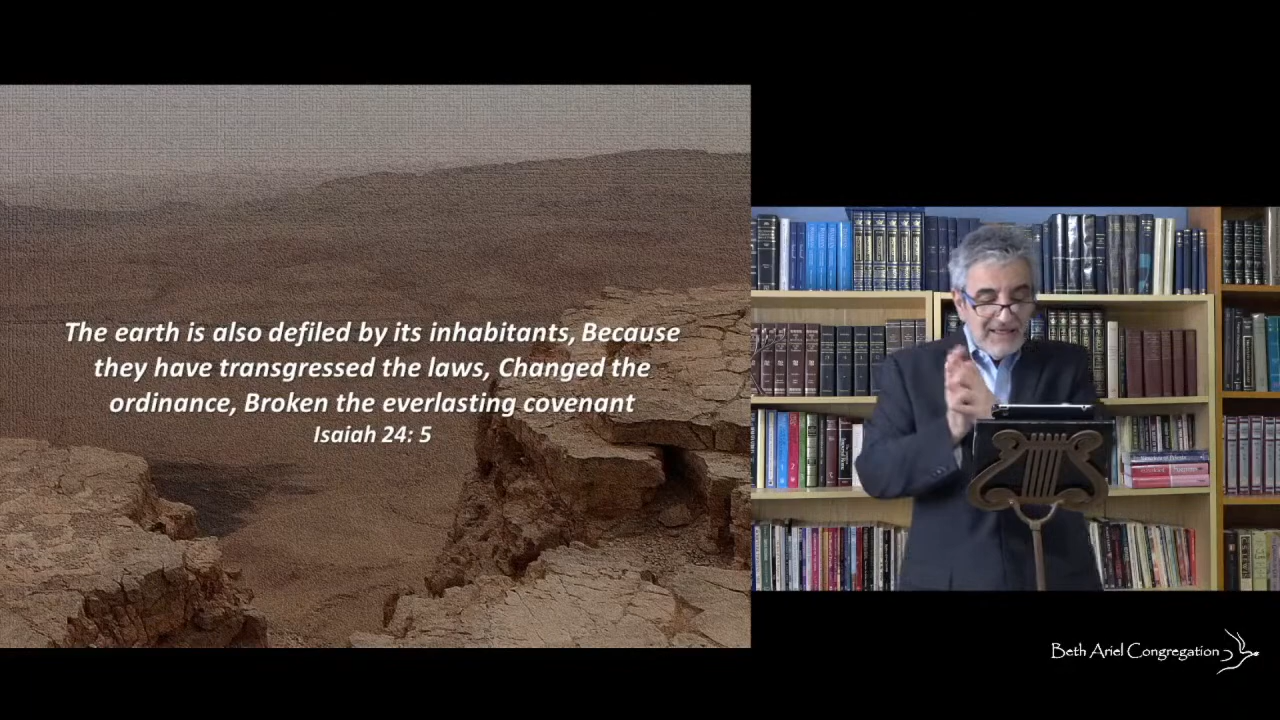 The earth is also defiled by its inhabitants, Because
they have transgressed the laws, Changed the
ordinance, Broken the everlasting covenant
Isaiah 24: 5
Beth Ariel Congregation